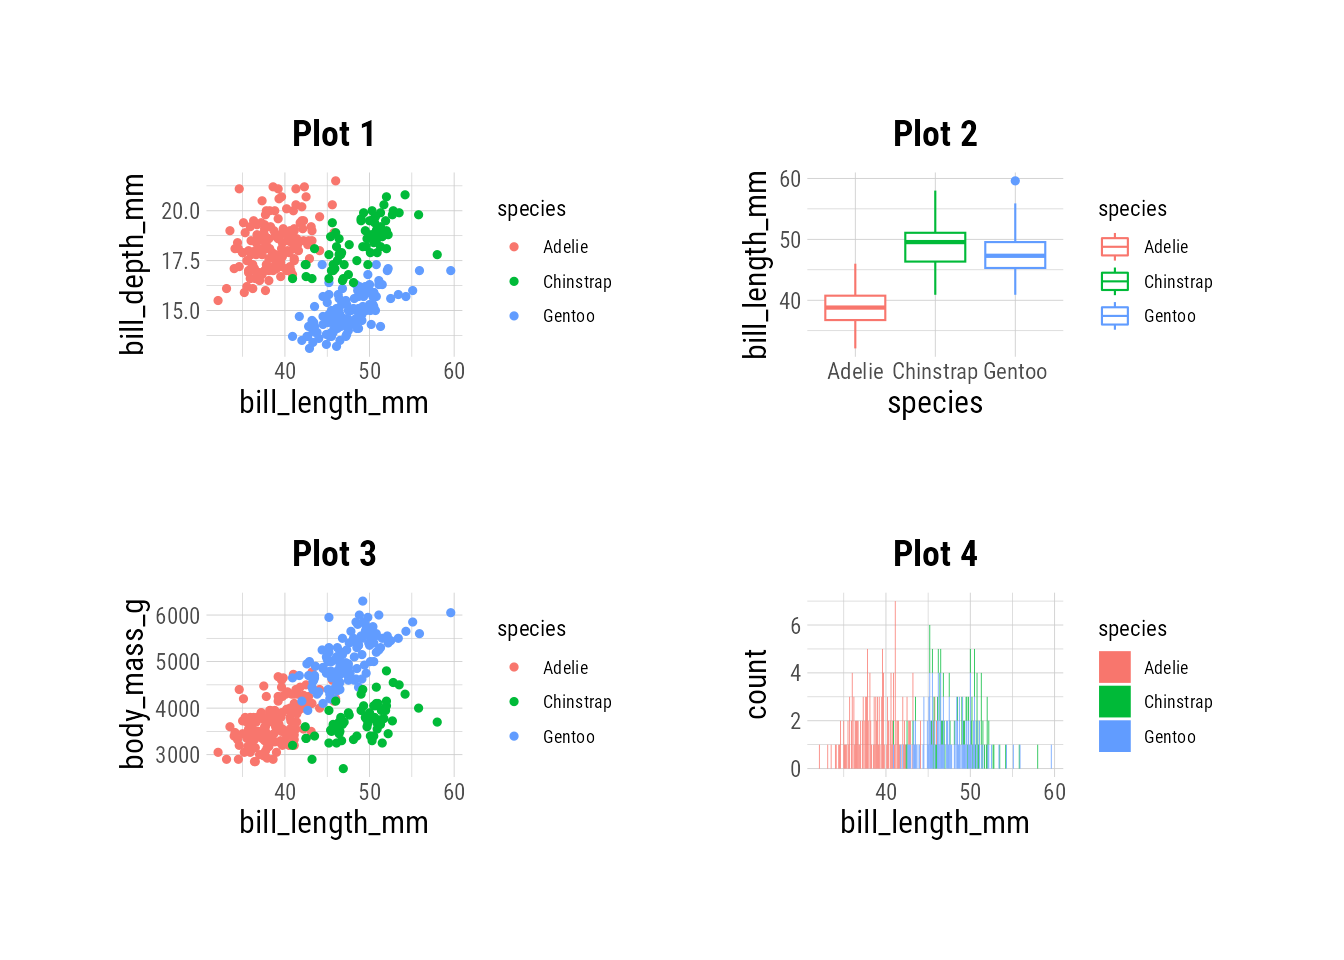 Plot 1
bill_depth_mm
20.0
17.5
15.0
40 50 60
bill_length_mm
species
Adelie
Chinstrap
Gentoo
Plot 2
bill_length_mm
60
50
40
Adelie Chinstrap Gentoo
species
species
Adelie
Chinstrap
Gentoo
Plot 3
body_mass_g
6000
5000
4000
3000
40 50 60
bill_length_mm
species
Adelie
Chinstrap
Gentoo
Plot 4
count
6
4
2
0
40 50 60
bill_length_mm
species
Adelie
Chinstrap
Gentoo